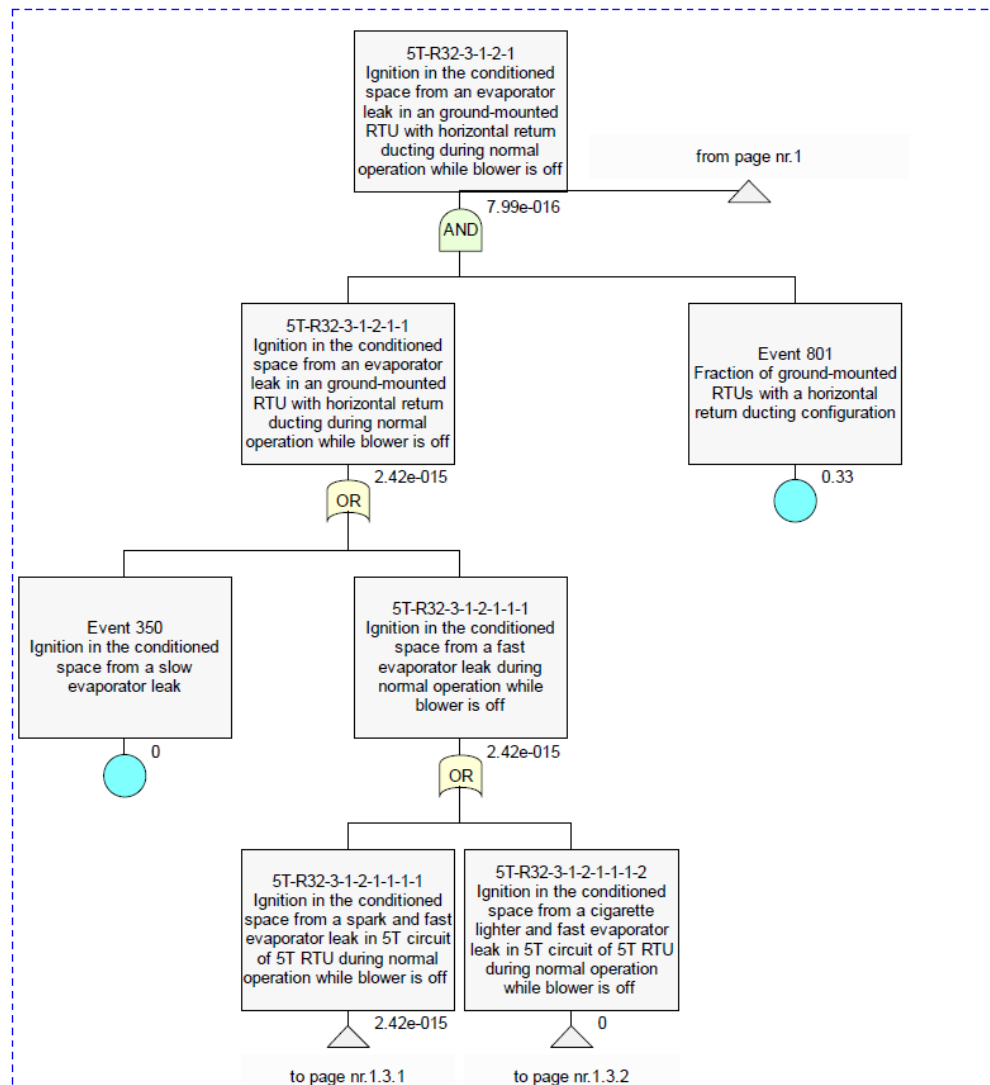 5T-R32-3-1-2-1
Ignition in the conditioned
space from an evaporator
leak in an ground-mounted
RTU with horizontal return
ducting during normal
operation while blower is off
from page nr.1
7.99e-016
AND
5T-R32-3-1-2-1-1
Ignition in the conditioned
space from an evaporator
leak in an ground-mounted
RTU with horizontal return
ducting during normal
operation while blower is off
Event 801
Fraction of ground-mounted
RTUs with a horizontal
return ducting configuration
2.42e-015
0.33
OR
Event 350
Ignition in the conditioned
space from a slow
evaporator leak
5T-R32-3-1-2-1-1-1
Ignition in the conditioned
space from a fast
evaporator leak during
normal operation while
blower is off
0
2.42e-015
OR
5T-R32-3-1-2-1-1-1-1
Ignition in the conditioned
space from a spark and fast
evaporator leak in 5T circuit
of 5T RTU during normal
operation while blower is off
5T-R32-3-1-2-1-1-1-2
Ignition in the conditioned
space from a cigarette
lighter and fast evaporator
leak in 5T circuit of 5T RTU
during normal operation
while blower is off
2.42e-015
0
to page nr.1.3.1
to page nr.1.3.2